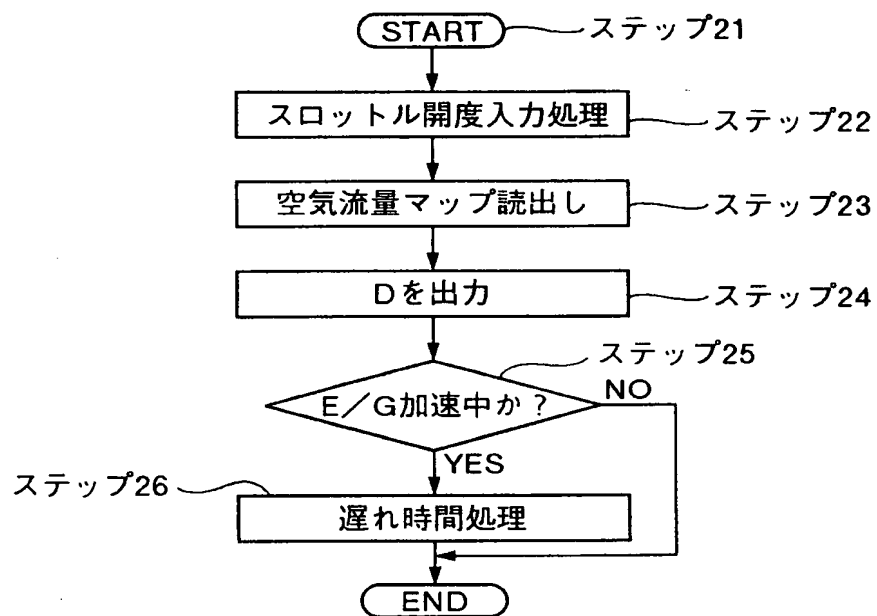 START
ステップ21
スロットル開度入力処理
ステップ22
空気流量マップ読出し
ステップ23
Dを出力
ステップ24
ステップ25
E／G加速中か？
NO
YES
ステップ26
遅れ時間処理
END